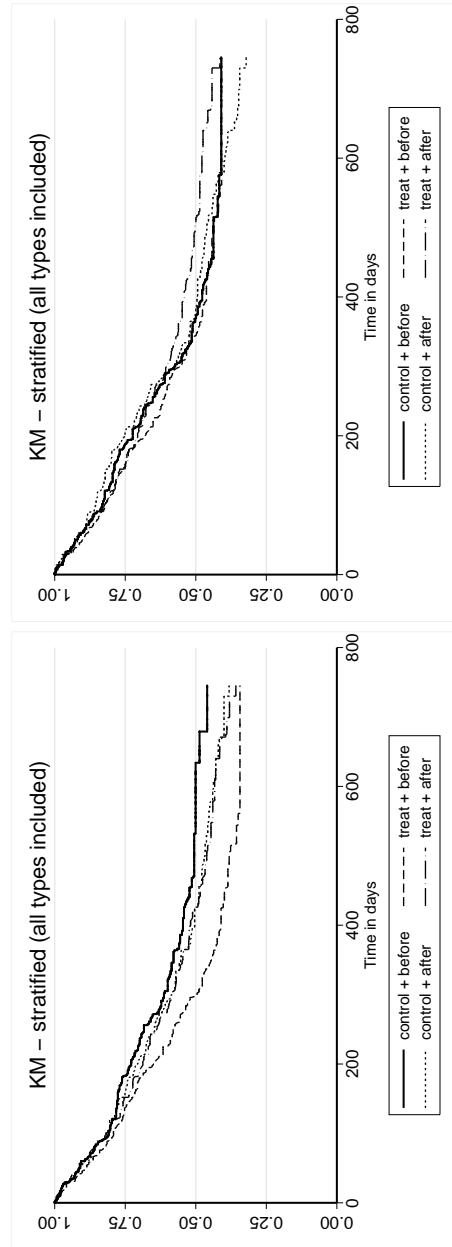 KM – stratified (all types included)
1.00
0.75
0.50
0.25
0.00
0
200
400
600
800
Time in days
control + before
treat + before
control + after
treat + after
KM – stratified (all types included)
1.00
0.75
0.50
0.25
0.00
0
200
400
600
800
Time in days
control + before
treat + before
control + after
treat + after